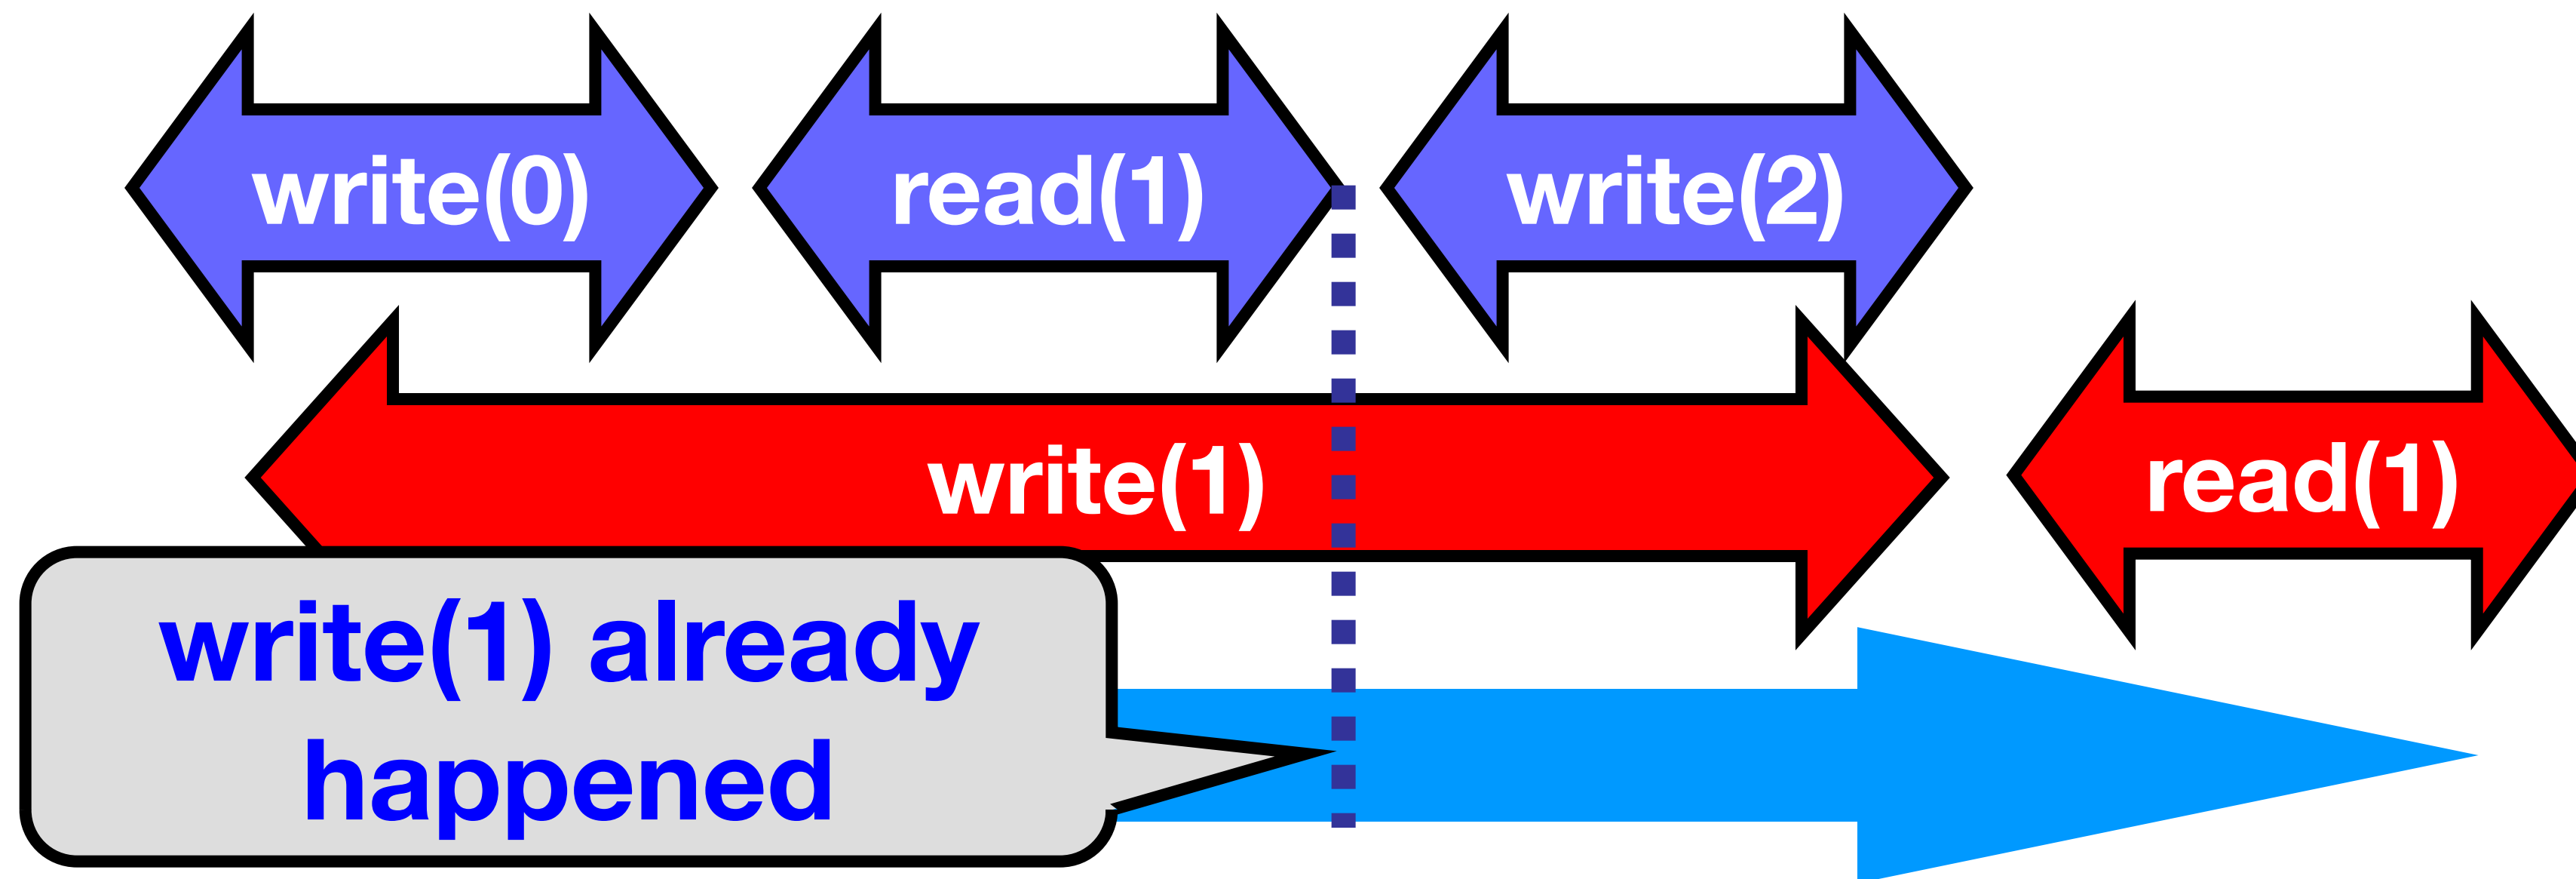 write(0)
read(1)
write(2)
write(1)
read(1)
write(1) already
happened